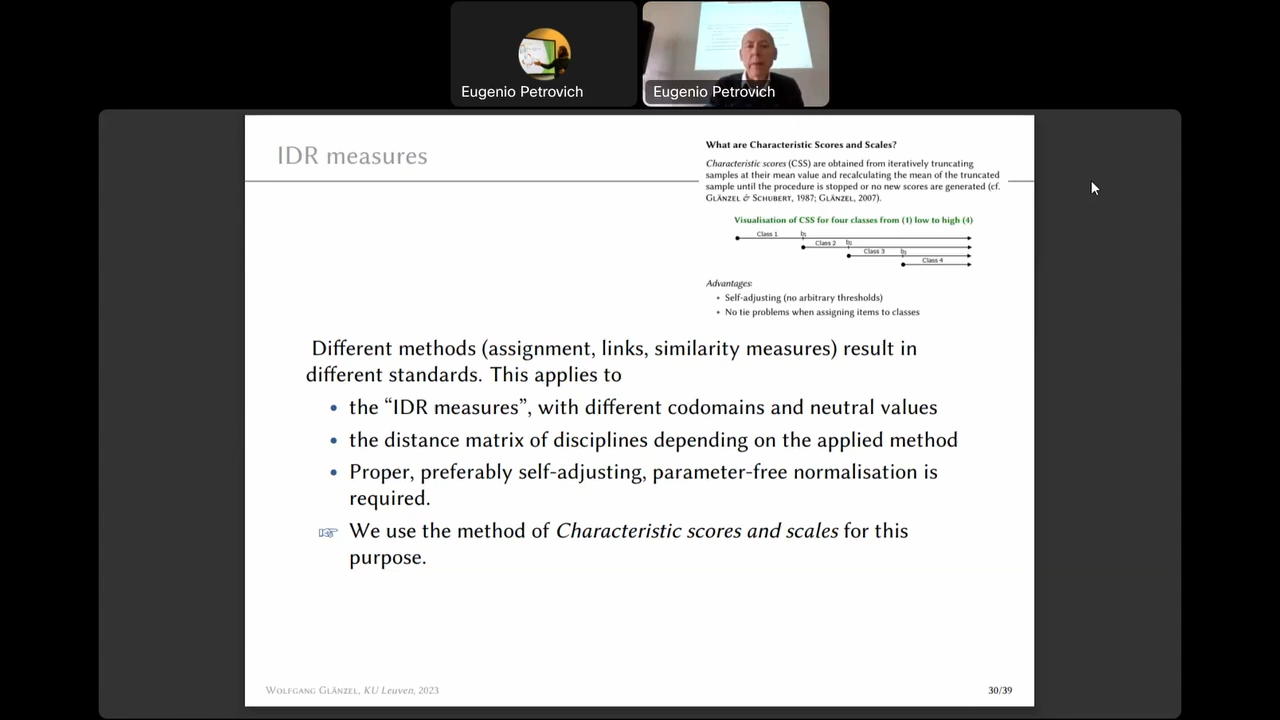 Eugenio Petrovich
Eugenio Petrovich
IDR measures
What are Characteristic Scores and Scales?
Characteristic scores (CSS) are obtained from iteratively truncating
samples at their mean value and recalculating the mean of the truncated
sample until the procedure is stopped or no new scores are generated (cf.
GLÄNZEL & SCHUBERT, 1987; GLÄNZEL, 2007).
Visualisation of CSS for four classes from (1) low to high (4)
Class 1 b₁
Class 2 b₂
Class 3 b₃
Class 4
Advantages:
• Self-adjusting (no arbitrary thresholds)
• No tie problems when assigning items to classes
Different methods (assignment, links, similarity measures) result in
different standards. This applies to
• the “IDR measures”, with different codomains and neutral values
• the distance matrix of disciplines depending on the applied method
• Proper, preferably self-adjusting, parameter-free normalisation is
required.
☞ We use the method of Characteristic scores and scales for this
purpose.
WOLFGANG GLÄNZEL, KU Leuven, 2023
30/39